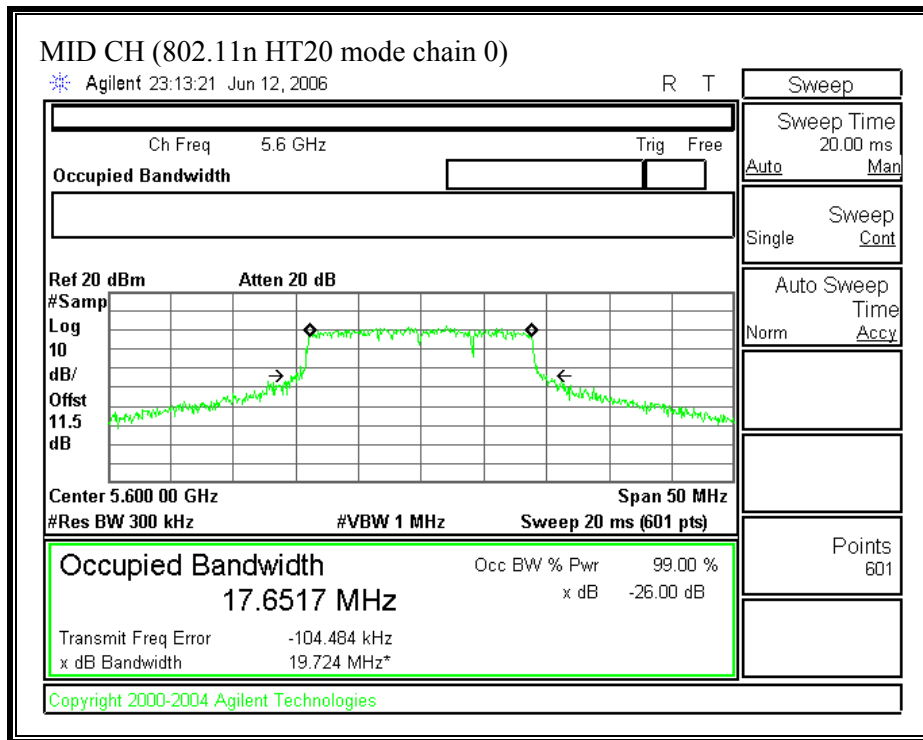 MID CH (802.11n HT20 mode chain 0)
Agilent 23:13:21 Jun 12, 2006 R T
Ch Freq 5.6 GHz Trig Free
Occupied Bandwidth
Ref 20 dBm Atten 20 dB
#Samp
Log
10
dB/
Offst
11.5
dB
Center 5.600 00 GHz Span 50 MHz
#Res BW 300 kHz #VBW 1 MHz Sweep 20 ms (601 pts)
Occupied Bandwidth Occ BW % Pwr 99.00 %
17.6517 MHz x dB -26.00 dB
Transmit Freq Error -104.484 kHz
x dB Bandwidth 19.724 MHz*
Copyright 2000-2004 Agilent Technologies
Sweep
Sweep Time
20.00 ms
Auto Man
Sweep
Single Cont
Auto Sweep
Time
Norm Accy
Points
601